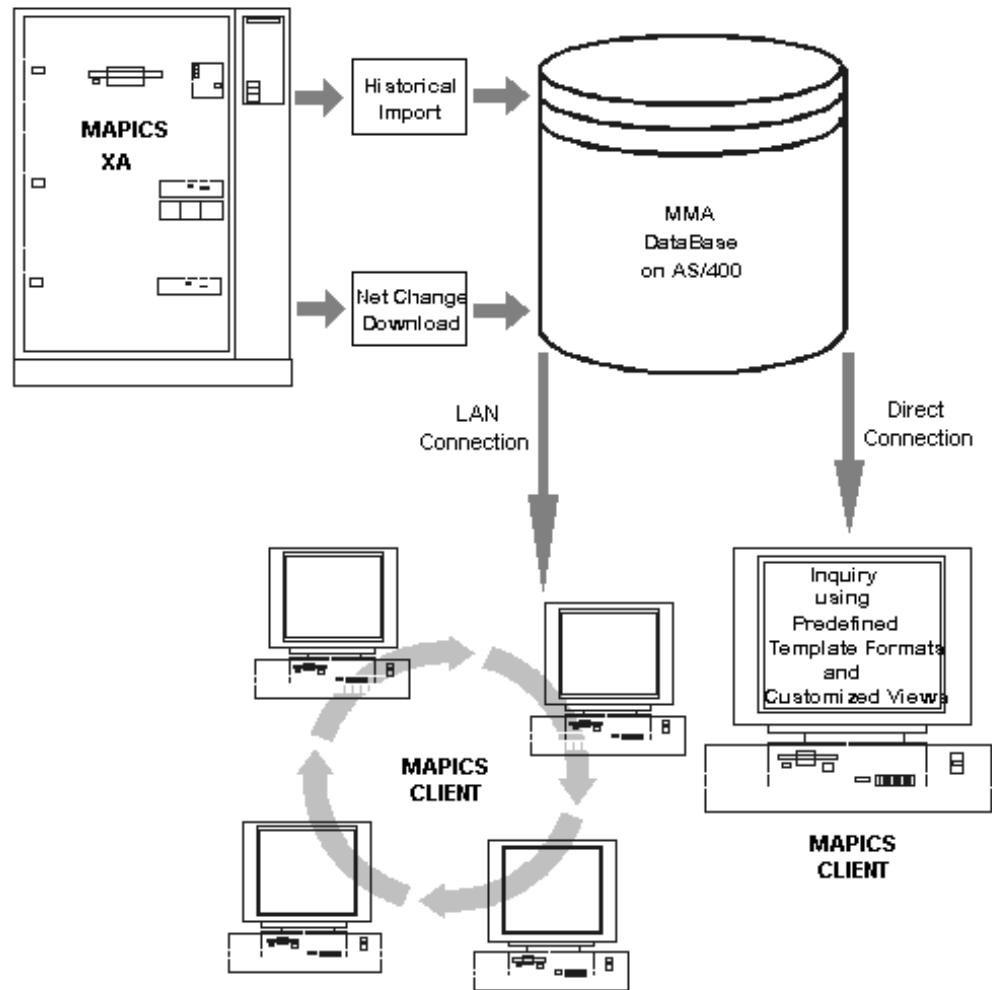 MAPICS
XA
Historical
Import
Net Change
Download
MMA
DataBase
on AS/400
LAN
Connection
Direct
Connection
Inquiry
using
Predefined
Template Formats
and
Customized Views
MAPICS
CLIENT
MAPICS
CLIENT